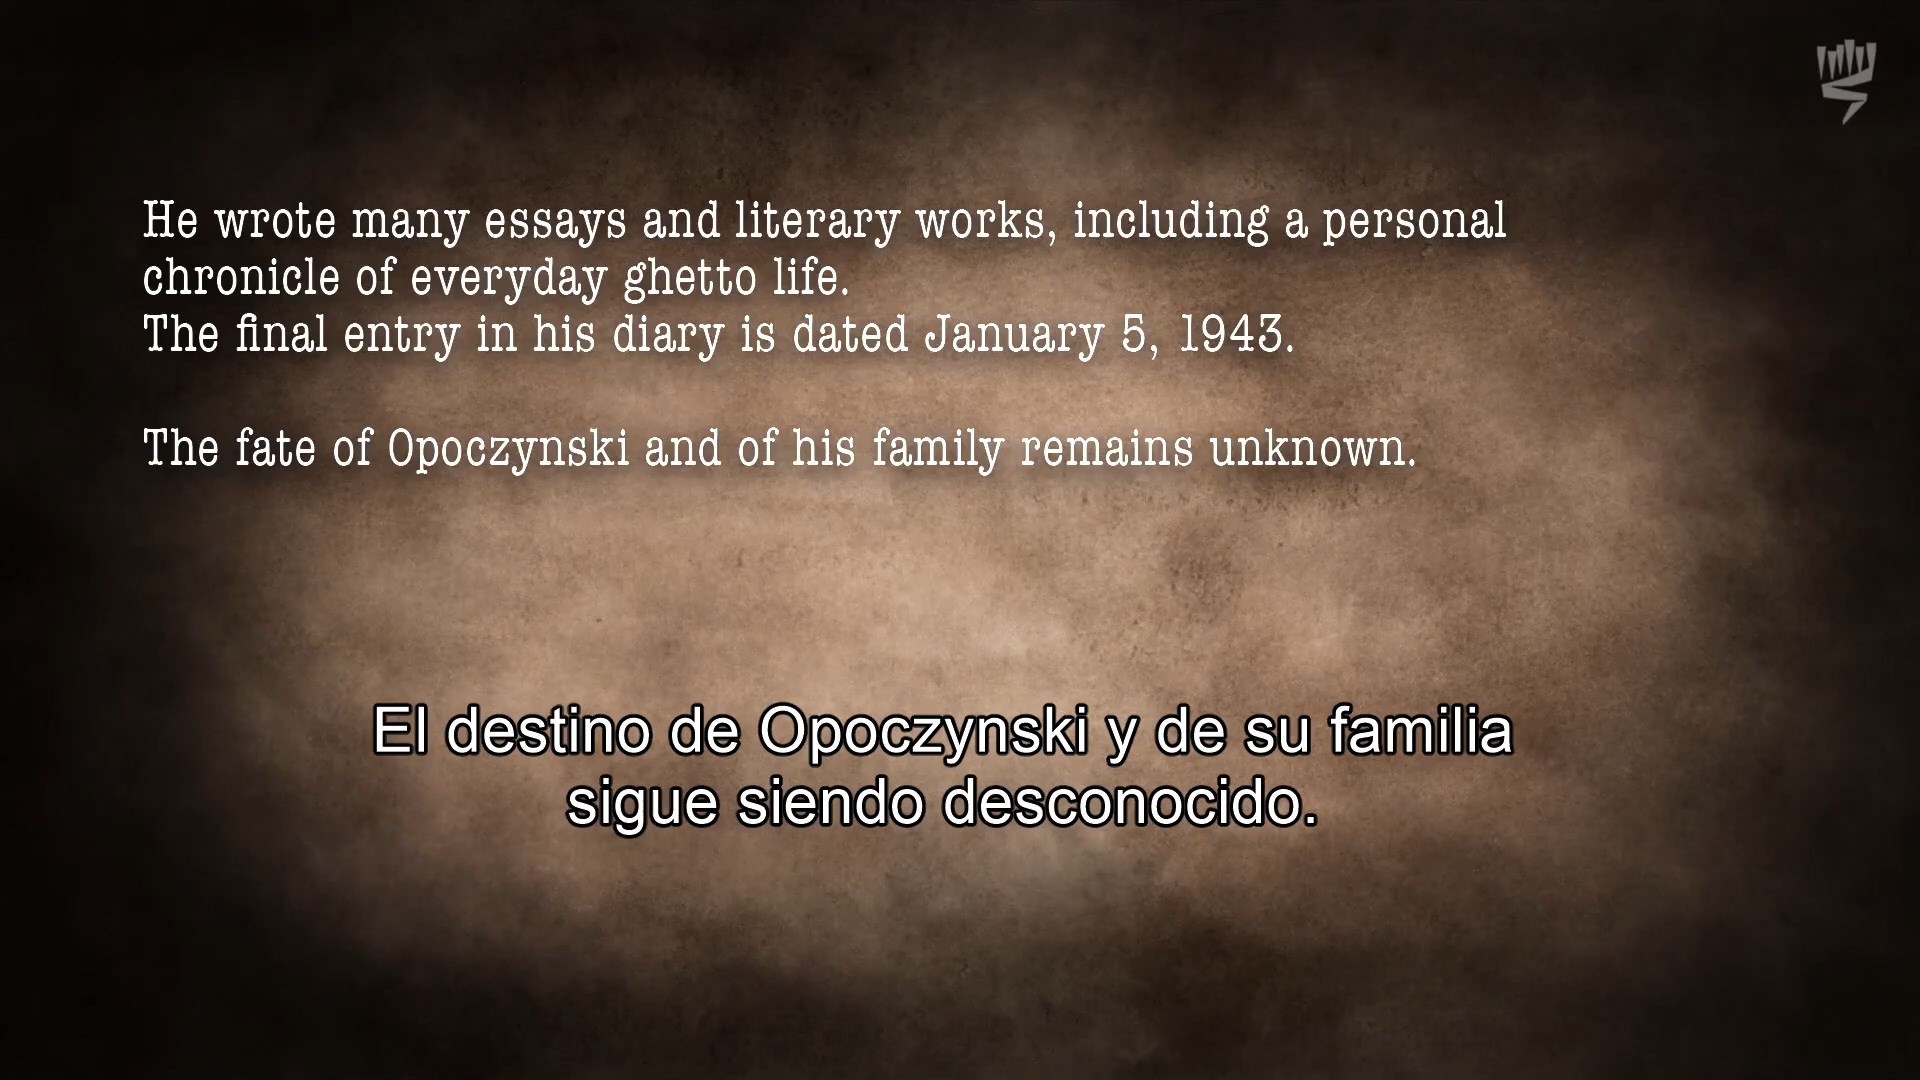 He wrote many essays and literary works, including a personal
chronicle of everyday ghetto life.
The final entry in his diary is dated January 5, 1943.
The fate of Opoczynski and of his family remains unknown.
El destino de Opoczynski y de su familia
sigue siendo desconocido.